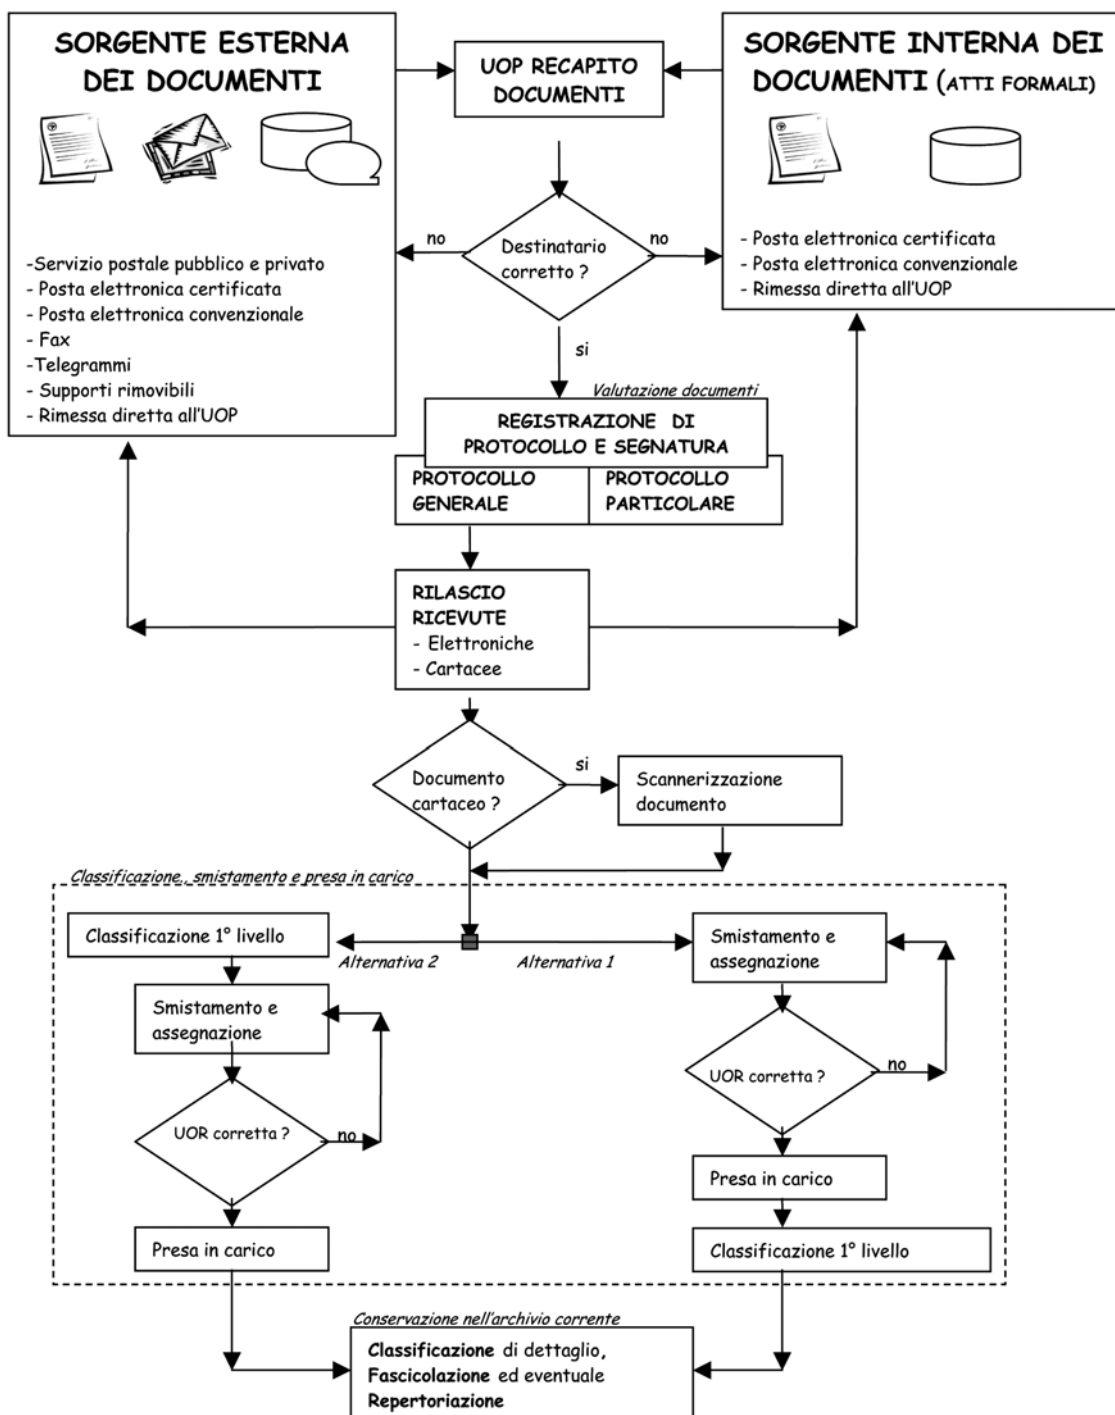 SORGENTE ESTERNA
DEI DOCUMENTI
-Servizio postale pubblico e privato
- Posta elettronica certificata
- Posta elettronica convenzionale
- Fax
-Telegrammi
- Supporti rimovibili
- Rimessa diretta all'UOP
UOP RECAPITO
DOCUMENTI
SORGENTE INTERNA DEI
DOCUMENTI (ATTI FORMALI)
- Posta elettronica certificata
- Posta elettronica convenzionale
- Rimessa diretta all'UOP
no
Destinatario
corretto ?
no
si
Valutazione documenti
REGISTRAZIONE DI
PROTOCOLLO E SEGNATURA
PROTOCOLLO
GENERALE
PROTOCOLLO
PARTICOLARE
RILASCIO
RICEVUTE
- Elettroniche
- Cartacee
Documento
cartaceo ?
si
Scannerizzazione
documento
Classificazione,, smistamento e presa in carico
Classificazione 1° livello
Alternativa 2
Alternativa 1
Smistamento e
assegnazione
Smistamento e
assegnazione
UOR corretta ?
no
UOR corretta ?
no
Presa in carico
Presa in carico
Classificazione 1° livello
Conservazione nell'archivio corrente
Classificazione di dettaglio,
Fascicolazione ed eventuale
Repertoriazione